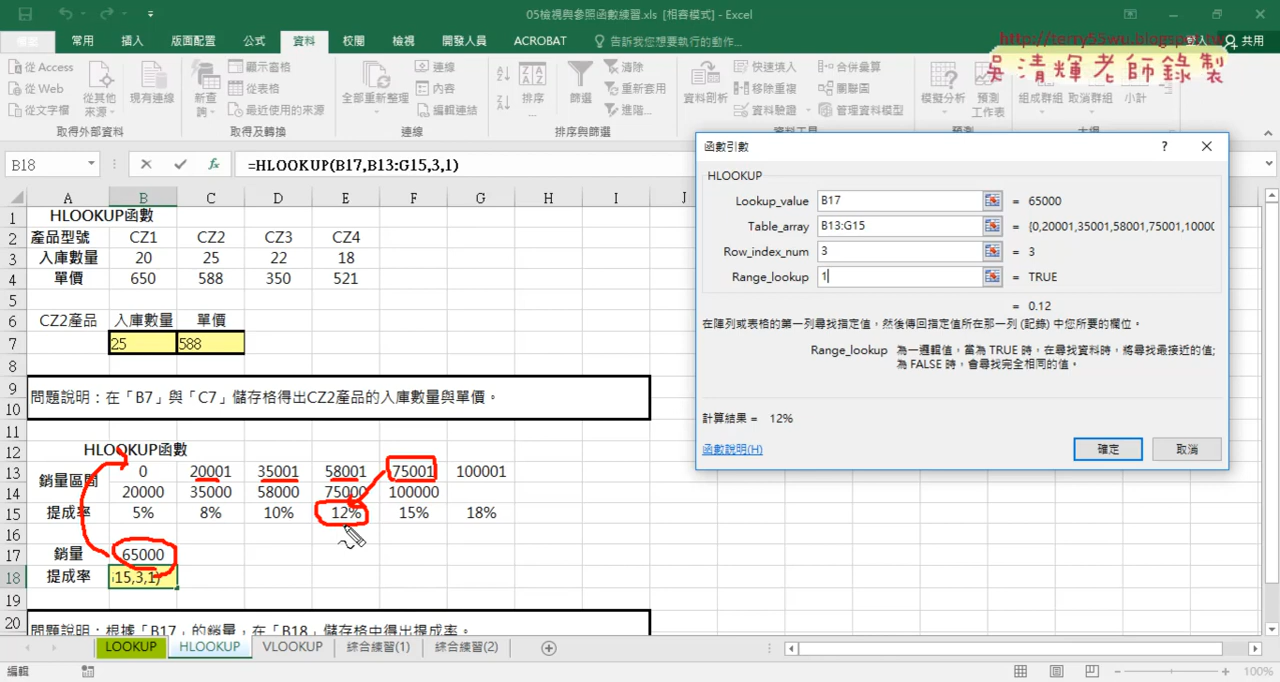 05檢視與參照函數練習.xls [相容模式] - Excel
http://terry55wu.blogspot.tw
常用 插入 版面配置 公式 資料 校閱 檢視 開發人員 ACROBAT 告訴我您想要執行的動作... 共用
吳清輝老師錄製
從 Access
從 Web
從文字檔
從其他來源
現有連線
取得外部資料
新查詢
顯示查詢
從表格
最近使用的來源
取得及轉換
全部重新整理
連線
內容
編輯連結
連線
排序
篩選
清除
重新套用
進階...
排序與篩選
資料剖析
快速填入
移除重複
資料驗證
合併彙算
關聯圖
管理資料模型
資料工具
模擬分析
預測工作表
預測
組成群組
取消群組
小計
大綱
B18 =HLOOKUP(B17,B13:G15,3,1)
A B C D E F G H I J
1 HLOOKUP函數
2 產品型號 CZ1 CZ2 CZ3 CZ4
3 入庫數量 20 25 22 18
4 單價 650 588 350 521
5
6 CZ2產品 入庫數量 單價
7 25 588
8
9
問題說明：在「B7」與「C7」儲存格得出CZ2產品的入庫數量與單價。
10
11
12 HLOOKUP函數
13 0 20001 35001 58001 75001 100001
銷量區間
14 20000 35000 58000 75000 100000
15 提成率 5% 8% 10% 12% 15% 18%
16
17 銷量 65000
18 提成率 15,3,1)
19
20 問題說明：根據「B17」的銷量，在「B18」儲存格中得出提成率。
函數引數
HLOOKUP
Lookup_value B17 = 65000
Table_array B13:G15 = {0,20001,35001,58001,75001,10000
Row_index_num 3 = 3
Range_lookup 1 = TRUE
= 0.12
在陣列或表格的第一列尋找指定值，然後傳回指定值所在那一列 (記錄) 中您所要的欄位。
Range_lookup 為一邏輯值，當為 TRUE 時，在尋找資料時，將尋找最接近的值;
為 FALSE 時，會尋找完全相同的值。
計算結果 = 12%
函數說明(H)
確定 取消
LOOKUP HLOOKUP VLOOKUP 綜合練習(1) 綜合練習(2)
編輯 100%